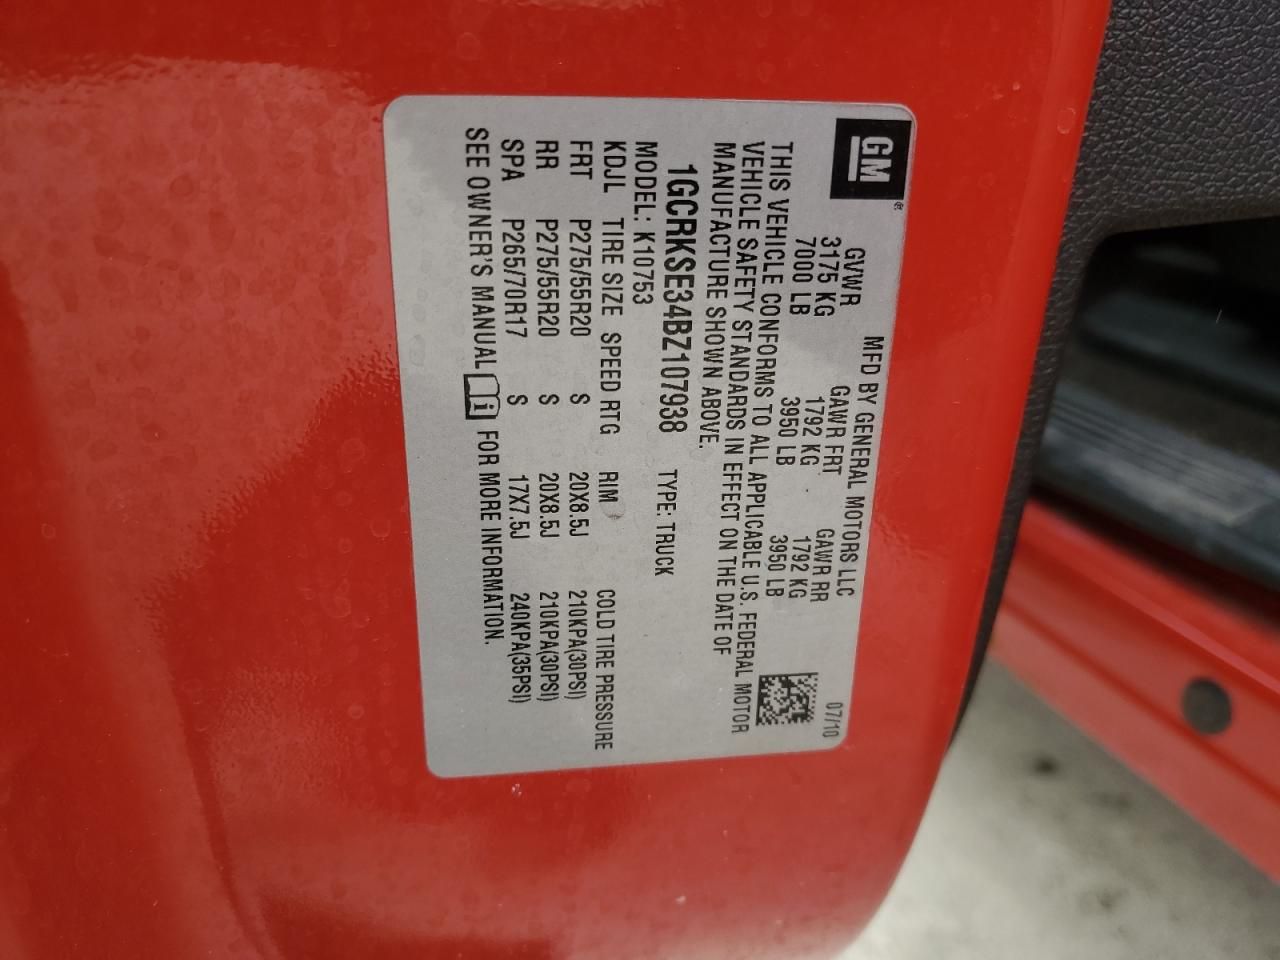 GM®
MFD BY GENERAL MOTORS LLC 07/10
GVWR GAWR FRT GAWR RR
3175 KG 1792 KG 1792 KG
7000 LB 3950 LB 3950 LB
THIS VEHICLE CONFORMS TO ALL APPLICABLE U.S. FEDERAL MOTOR
VEHICLE SAFETY STANDARDS IN EFFECT ON THE DATE OF
MANUFACTURE SHOWN ABOVE.
1GCRKSE34BZ107938 TYPE: TRUCK
MODEL: K10753
KDJL TIRE SIZE SPEED RTG RIM COLD TIRE PRESSURE
FRT P275/55R20 S 20X8.5J 210KPA(30PSI)
RR P275/55R20 S 20X8.5J 210KPA(30PSI)
SPA P265/70R17 S 17X7.5J 240KPA(35PSI)
SEE OWNER'S MANUAL i FOR MORE INFORMATION.